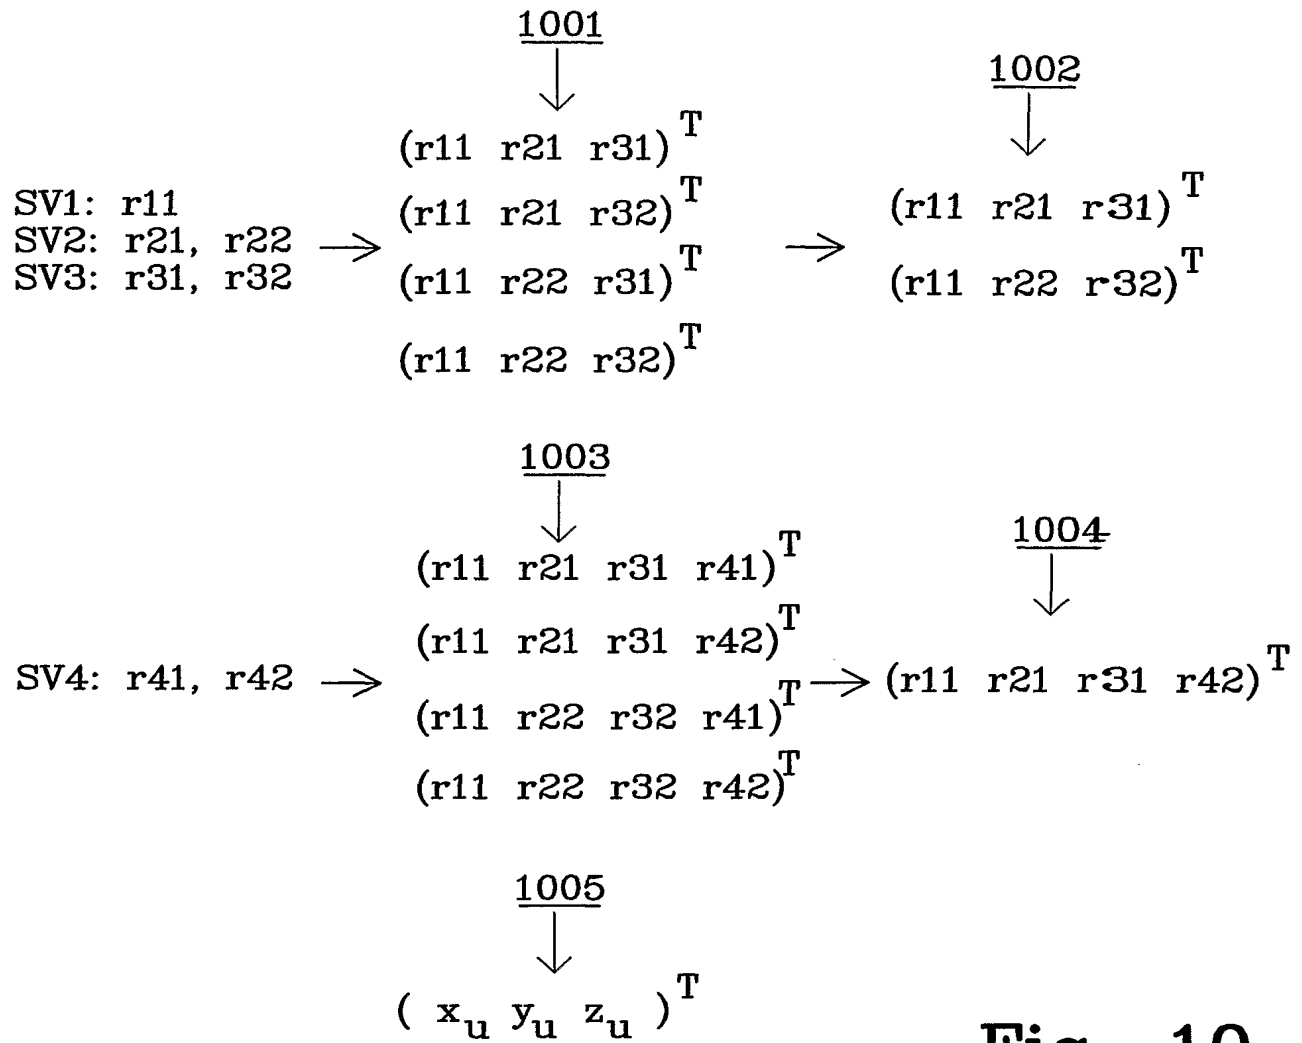 1001
1002
(r11 r21 r31)T
(r11 r21 r32)T
(r11 r22 r31)T
(r11 r22 r32)T
SV1: r11
SV2: r21, r22
SV3: r31, r32
(r11 r21 r31)T
(r11 r22 r32)T
1003
1004
(r11 r21 r31 r41)T
(r11 r21 r31 r42)T
(r11 r22 r32 r41)T
(r11 r22 r32 r42)T
SV4: r41, r42
(r11 r21 r31 r42)T
1005
( xu yu zu )T
Fig. 10